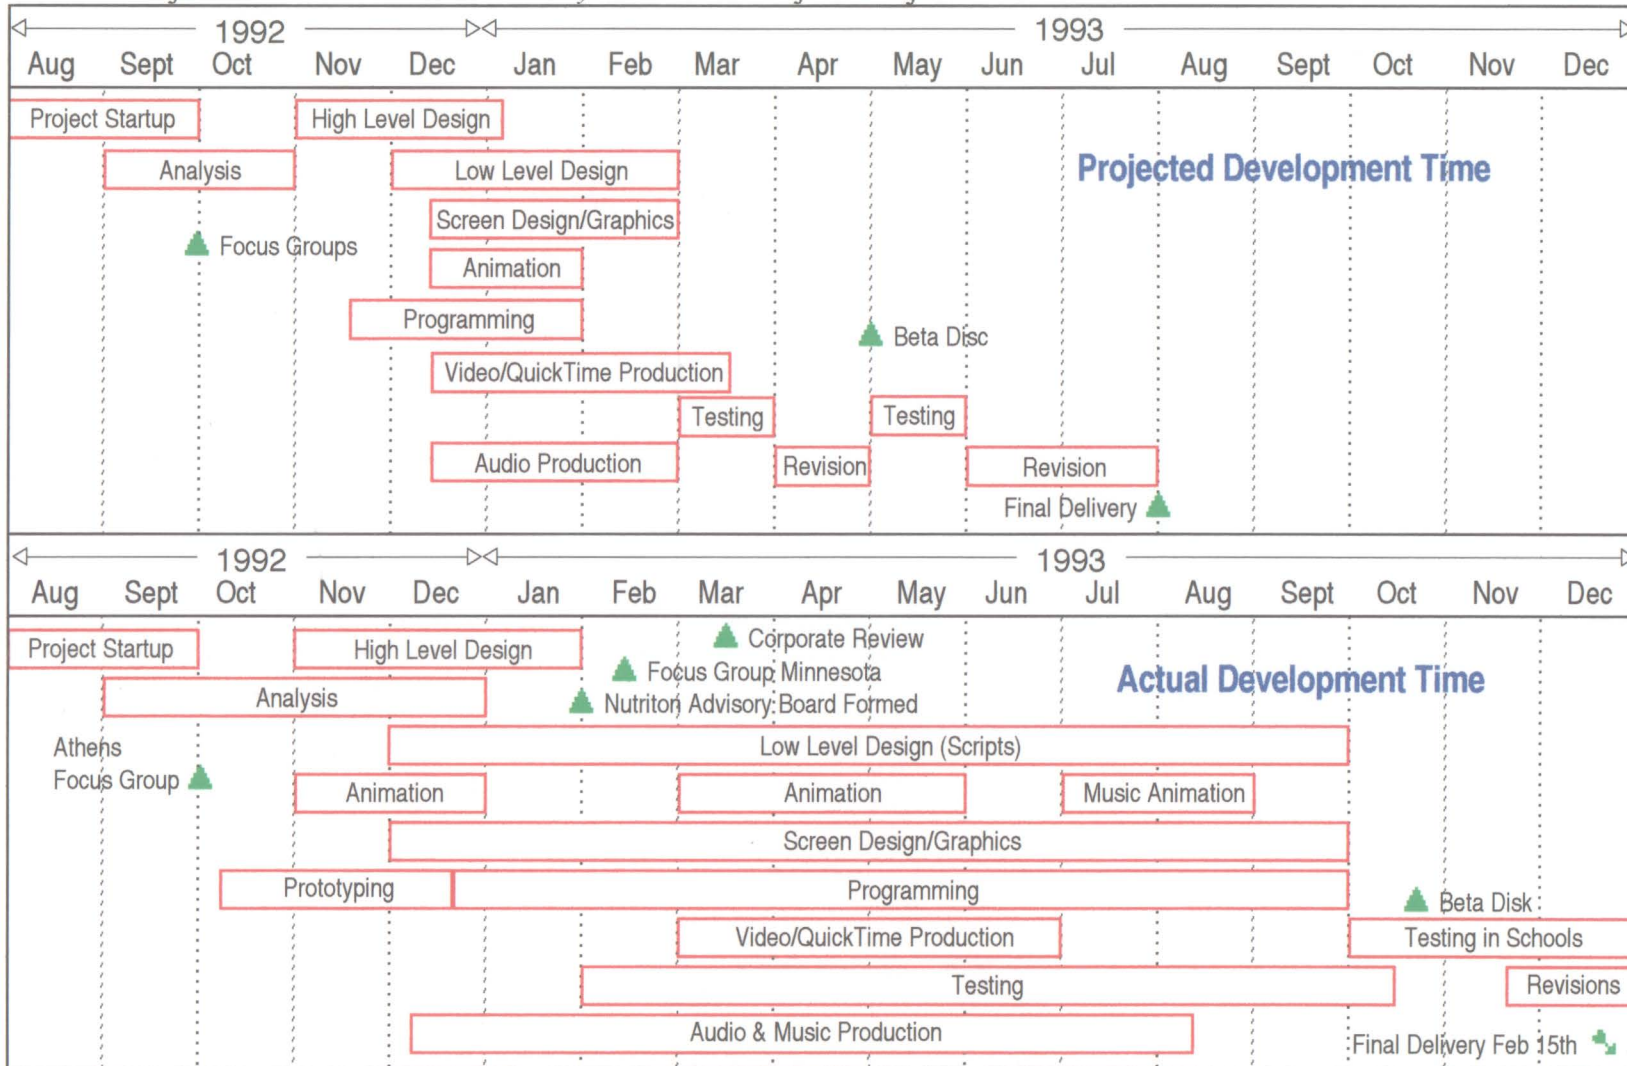 1992 1993
Aug Sept Oct Nov Dec Jan Feb Mar Apr May Jun Jul Aug Sept Oct Nov Dec
Project Startup High Level Design
Analysis Low Level Design Projected Development Time
Screen Design/Graphics
Focus Groups
Animation
Programming
Beta Disc
Video/QuickTime Production
Testing Testing
Audio Production Revision Revision
Final Delivery
1992 1993
Aug Sept Oct Nov Dec Jan Feb Mar Apr May Jun Jul Aug Sept Oct Nov Dec
Project Startup High Level Design Corporate Review
Focus Group Minnesota
Actual Development Time
Analysis Nutriton Advisory Board Formed
Athens Low Level Design (Scripts)
Focus Group
Animation Animation Music Animation
Screen Design/Graphics
Prototyping Programming
Beta Disk
Video/QuickTime Production Testing in Schools
Testing Revisions
Audio & Music Production
Final Delivery Feb 15th